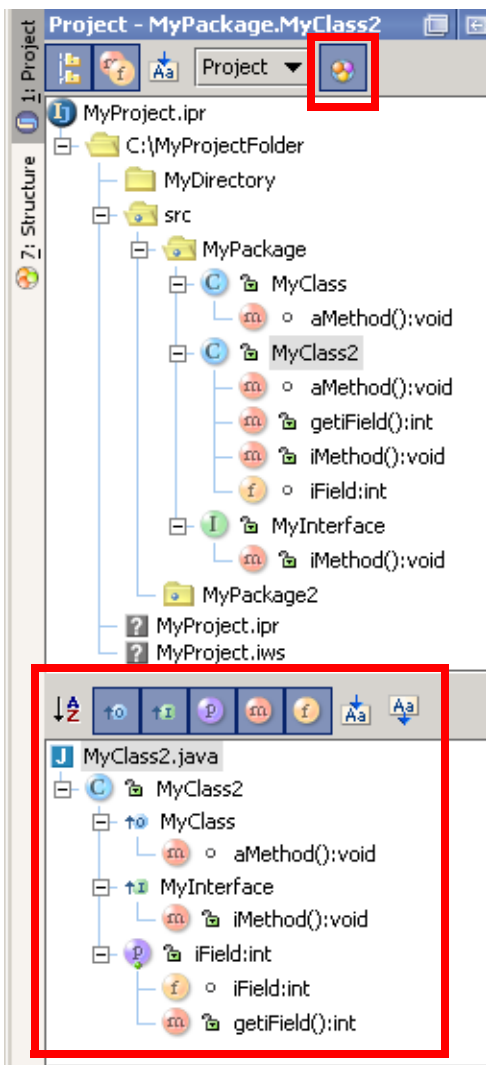 1: Project
7: Structure
Project - MyPackage.MyClass2
Project
MyProject.ipr
C:\MyProjectFolder
MyDirectory
src
MyPackage
C MyClass
m aMethod():void
C MyClass2
m aMethod():void
m getiField():int
m iMethod():void
f iField:int
I MyInterface
m iMethod():void
MyPackage2
? MyProject.ipr
? MyProject.iws
J MyClass2.java
C MyClass2
MyClass
m aMethod():void
MyInterface
m iMethod():void
p iField:int
f iField:int
m getiField():int